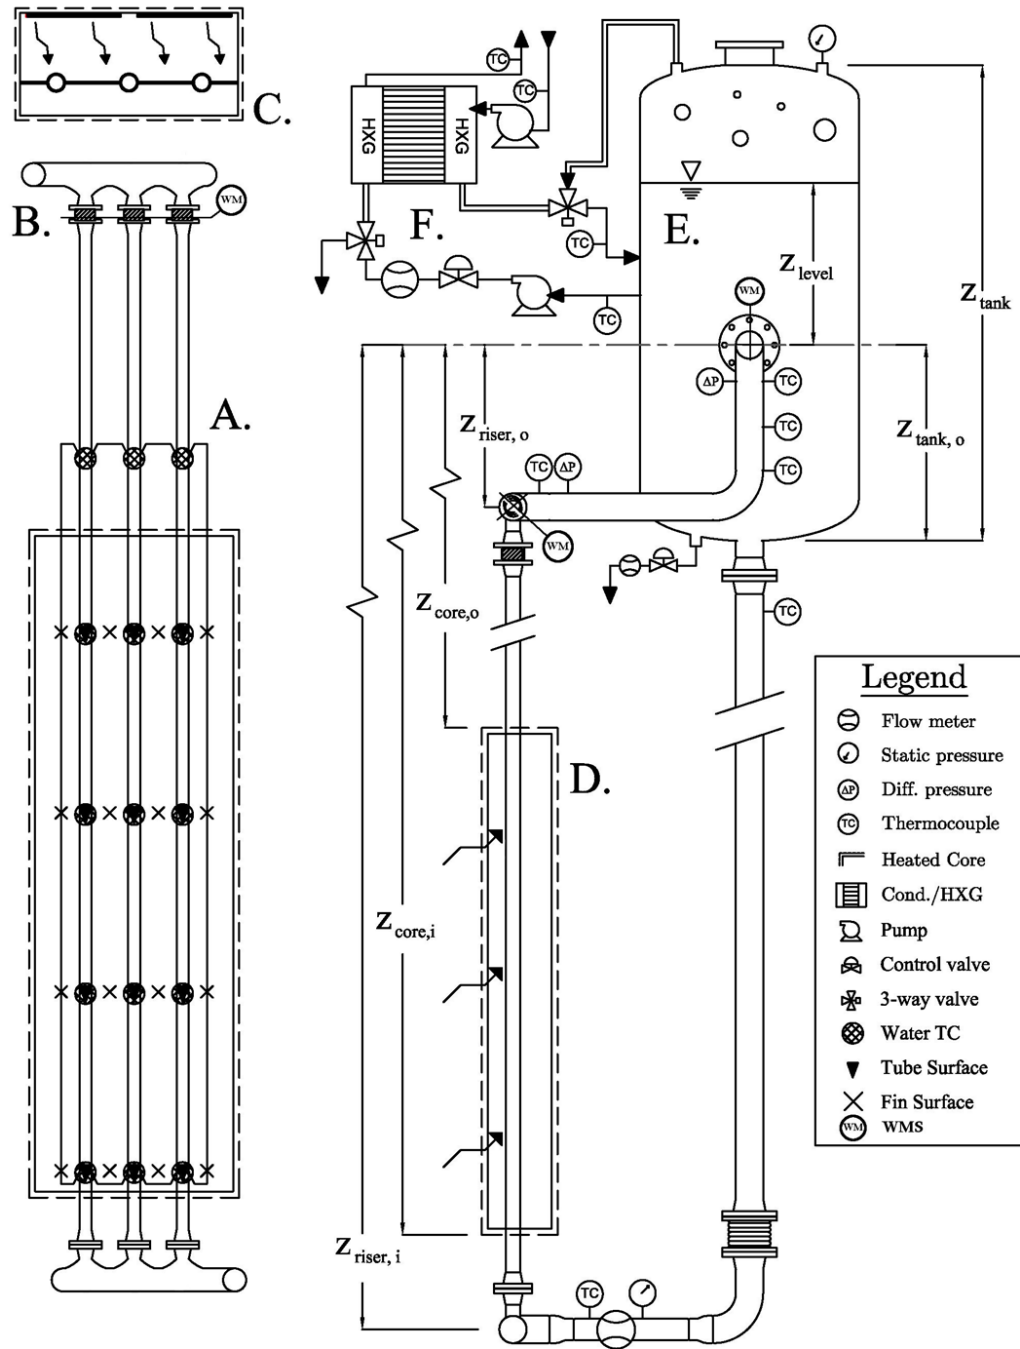 C.
B.
WM
A.
TC
TC
HXG
HXG
F.
TC
TC
E.
z level
z tank
WM
ΔP
TC
TC
TC
z tank, o
z riser, o
TC
ΔP
WM
z core,o
TC
D.
z core,i
z riser, i
TC
Legend
Flow meter
Static pressure
ΔP Diff. pressure
TC Thermocouple
Heated Core
Cond./HXG
Pump
Control valve
3-way valve
Water TC
Tube Surface
Fin Surface
WM WMS